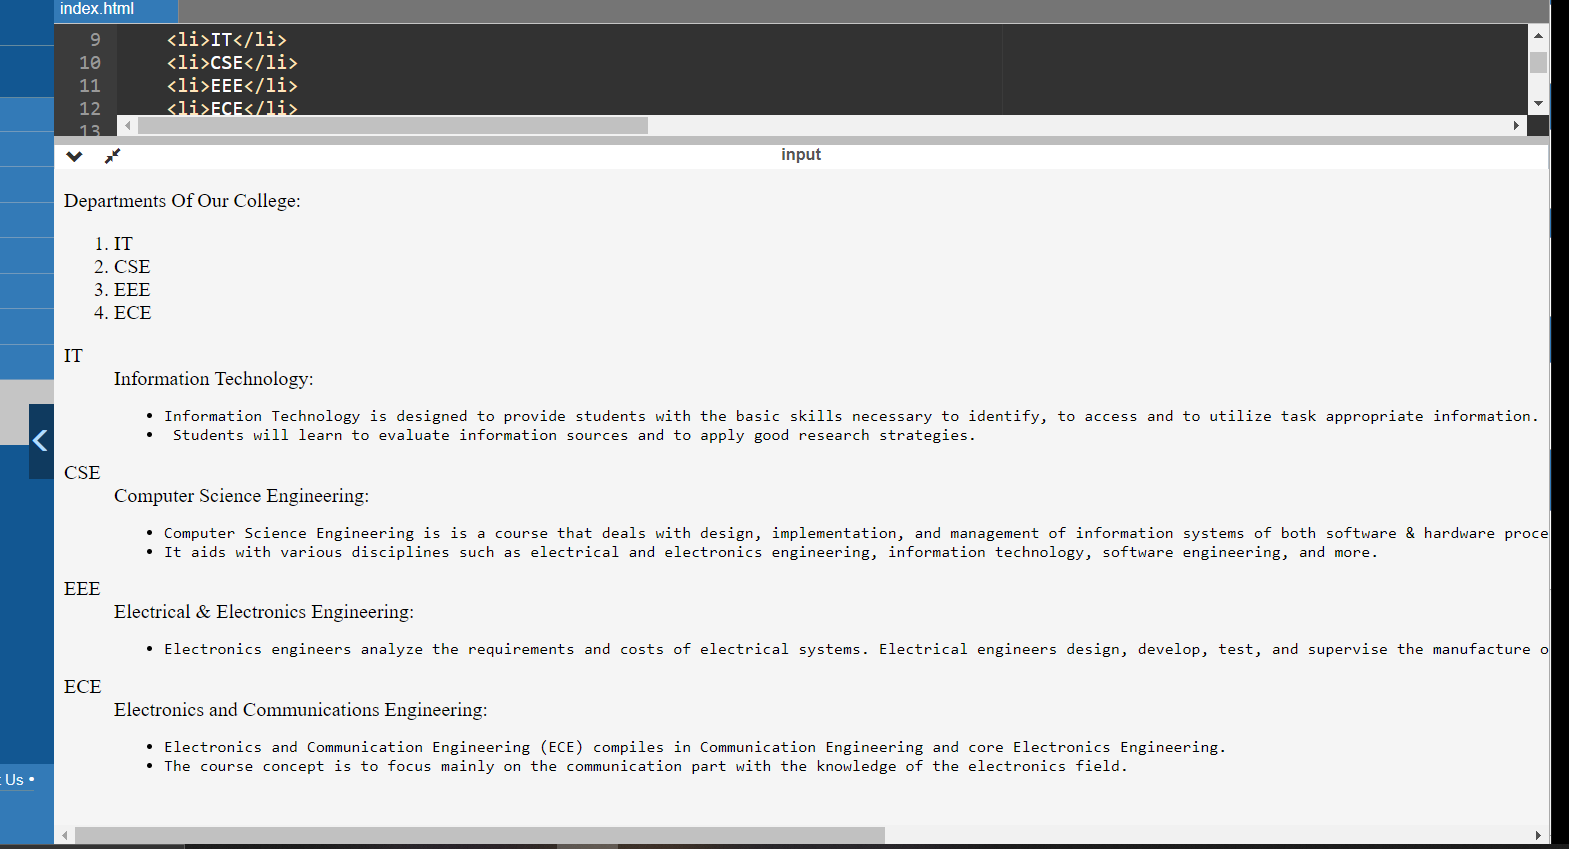 index.html
9 <li>IT</li>
10 <li>CSE</li>
11 <li>EEE</li>
12 <li>ECE</li>
13
input
Departments Of Our College:
1. IT
2. CSE
3. EEE
4. ECE
IT
Information Technology:
• Information Technology is designed to provide students with the basic skills necessary to identify, to access and to utilize task appropriate information.
• Students will learn to evaluate information sources and to apply good research strategies.
CSE
Computer Science Engineering:
• Computer Science Engineering is is a course that deals with design, implementation, and management of information systems of both software & hardware proce
• It aids with various disciplines such as electrical and electronics engineering, information technology, software engineering, and more.
EEE
Electrical & Electronics Engineering:
• Electronics engineers analyze the requirements and costs of electrical systems. Electrical engineers design, develop, test, and supervise the manufacture o
ECE
Electronics and Communications Engineering:
• Electronics and Communication Engineering (ECE) compiles in Communication Engineering and core Electronics Engineering.
• The course concept is to focus mainly on the communication part with the knowledge of the electronics field.
Us •